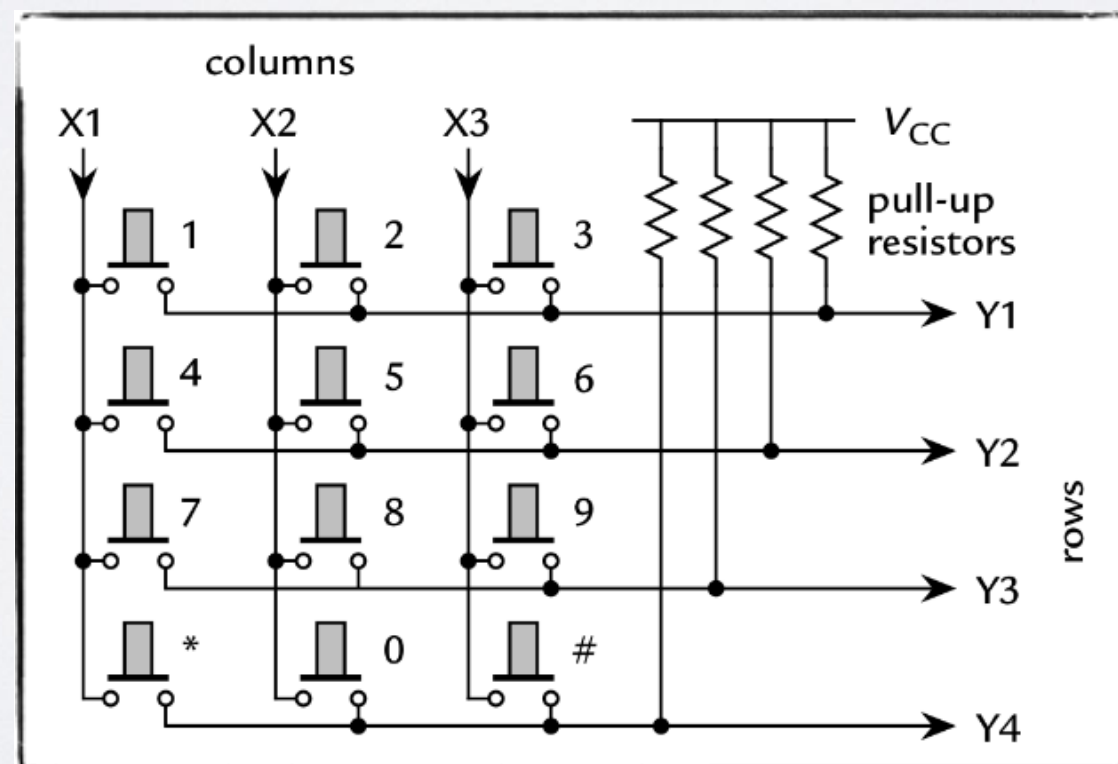 columns
X1 X2 X3 VCC
pull-up
resistors
1 2 3
Y1
4 5 6
Y2
7 8 9
Y3
rows
* 0 #
Y4